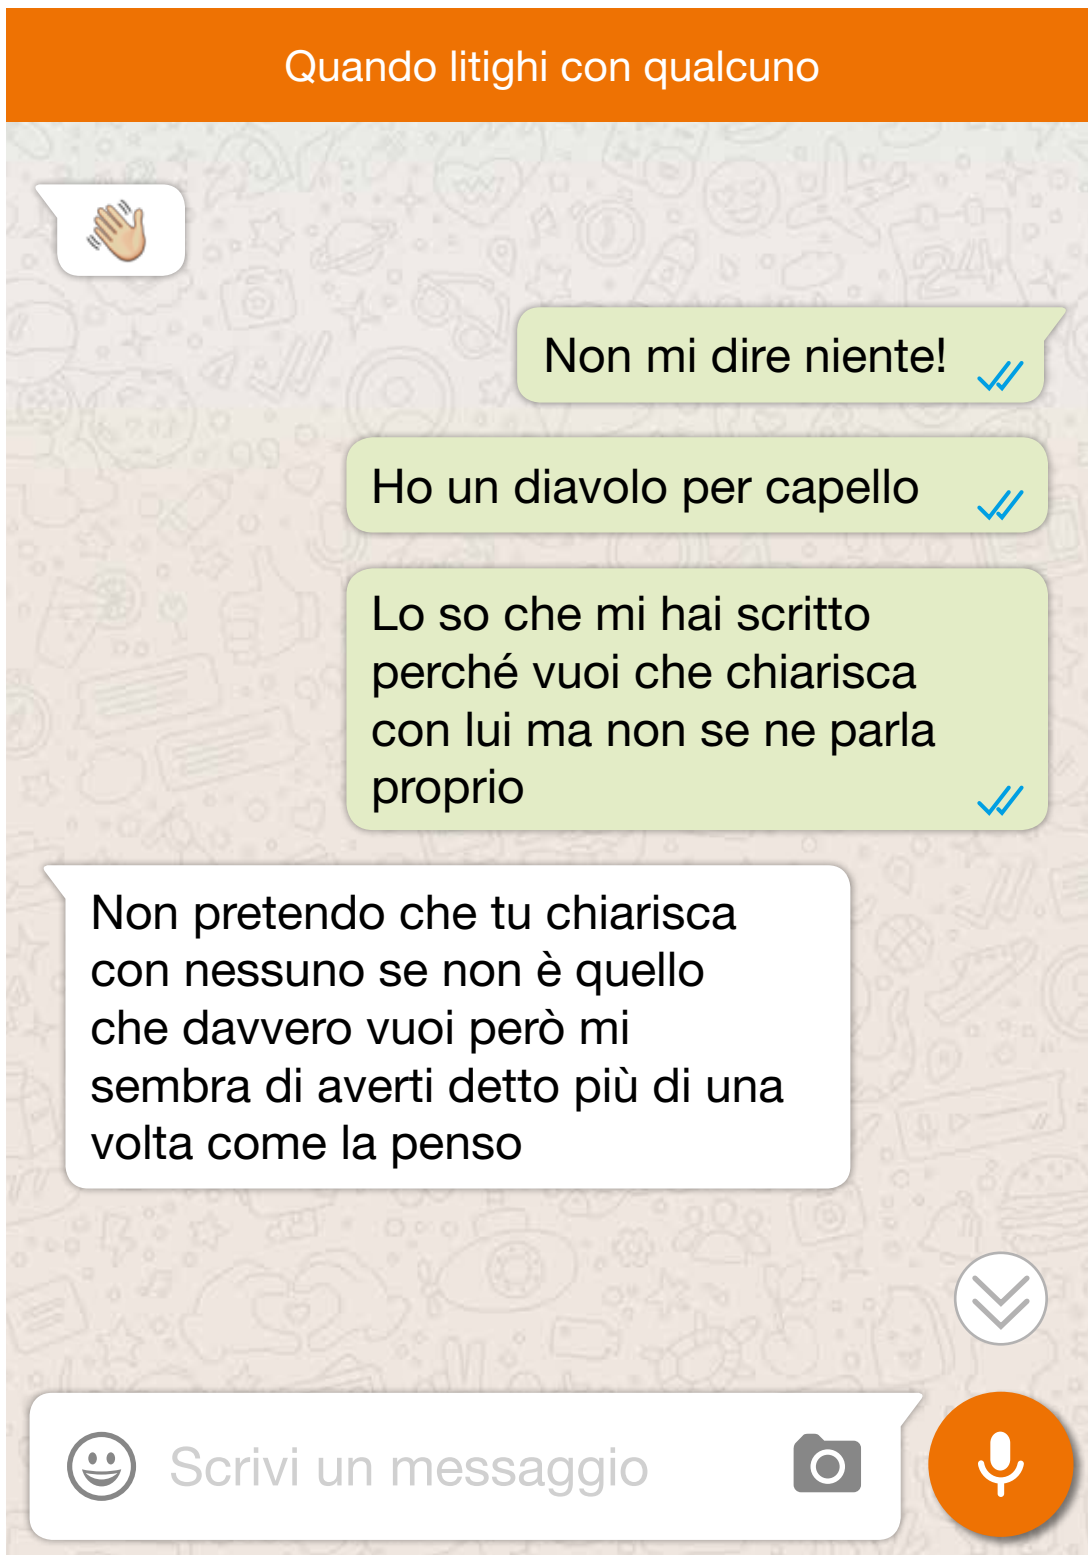 Quando litighi con qualcuno
Non mi dire niente!
Ho un diavolo per capello
Lo so che mi hai scritto
perché vuoi che chiarisca
con lui ma non se ne parla
proprio
Non pretendo che tu chiarisca
con nessuno se non è quello
che davvero vuoi però mi
sembra di averti detto più di una
volta come la penso
Scrivi un messaggio